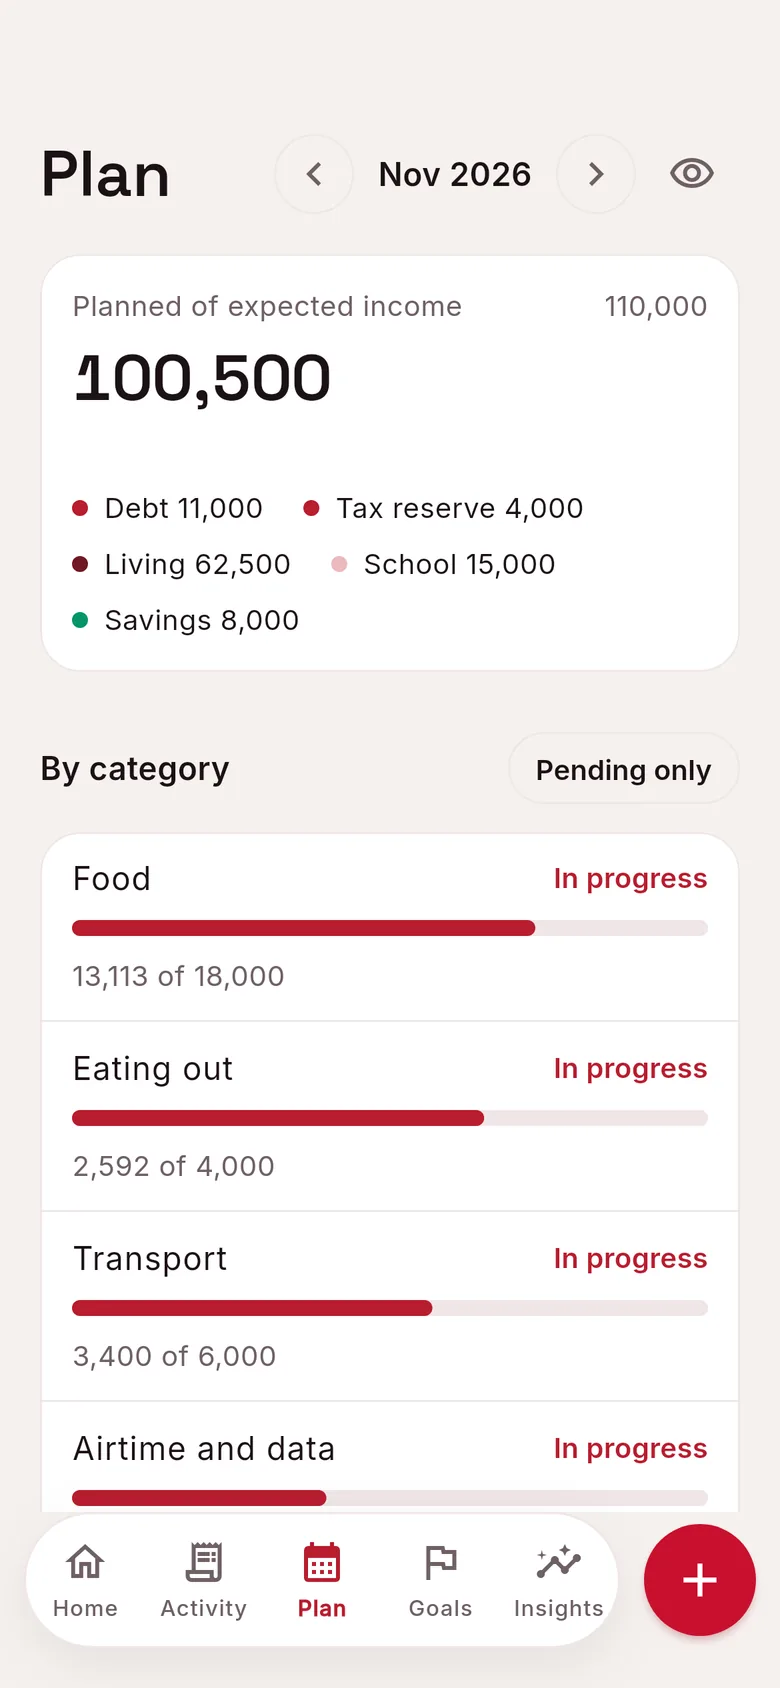 Plan
Nov 2026
Planned of expected income 110,000
100,500
Debt 11,000 Tax reserve 4,000
Living 62,500 School 15,000
Savings 8,000
By category Pending only
Food In progress
13,113 of 18,000
Eating out In progress
2,592 of 4,000
Transport In progress
3,400 of 6,000
Airtime and data In progress
Home Activity Plan Goals Insights